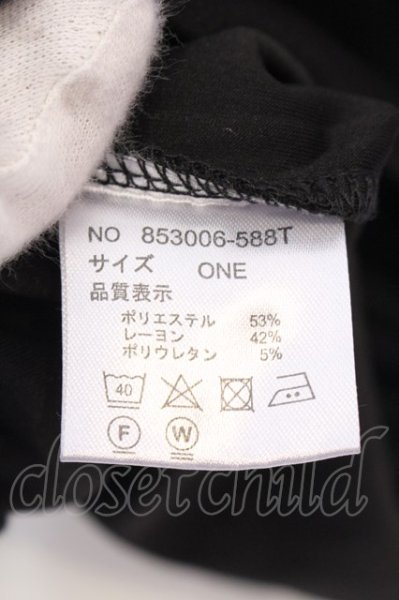 NO 853006-588T
サイズ ONE
品質表示
ポリエステル 53%
レーヨン 42%
ポリウレタン 5%
40
F W
closet child